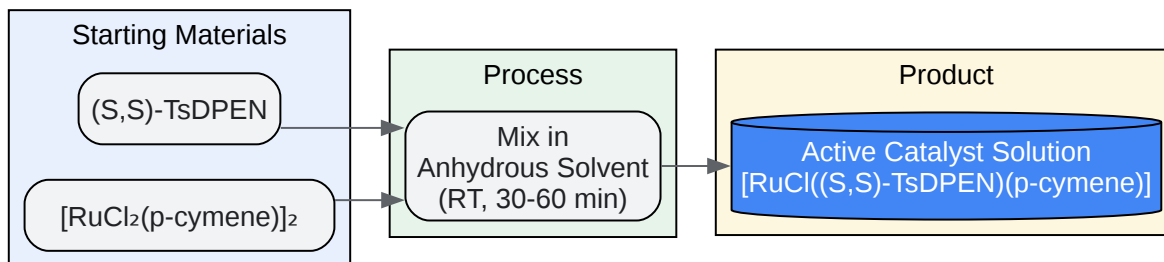 Starting Materials
(S,S)-TsDPEN
[RuCl₂(p-cymene)]₂
Process
Mix in
Anhydrous Solvent
(RT, 30-60 min)
Product
Active Catalyst Solution
[RuCl((S,S)-TsDPEN)(p-cymene)]